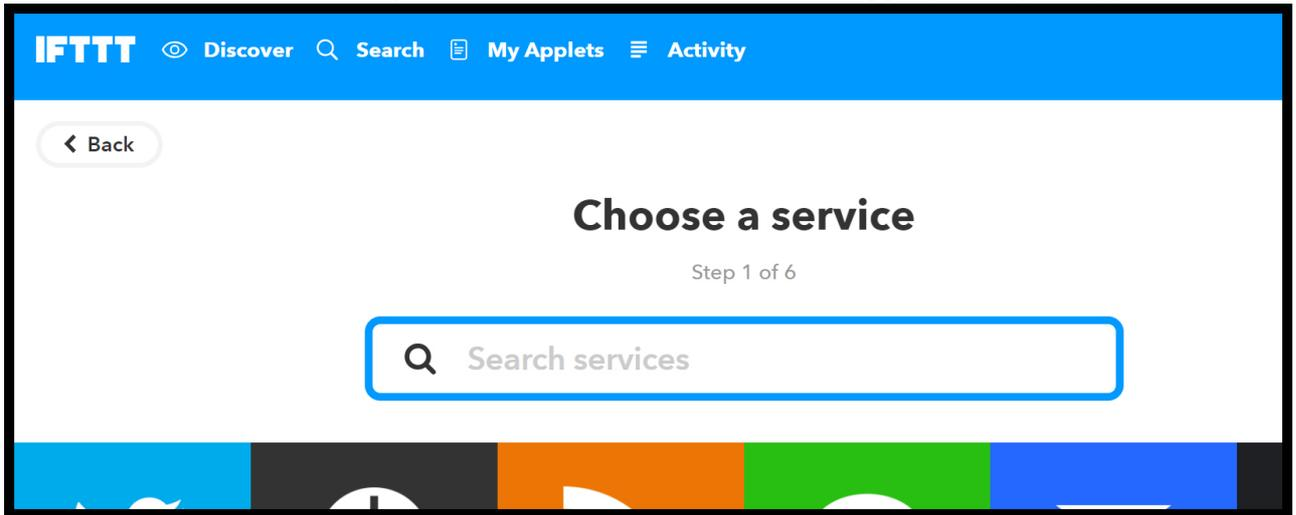 IFTTT Discover Search My Applets Activity
Back
Choose a service
Step 1 of 6
Search services